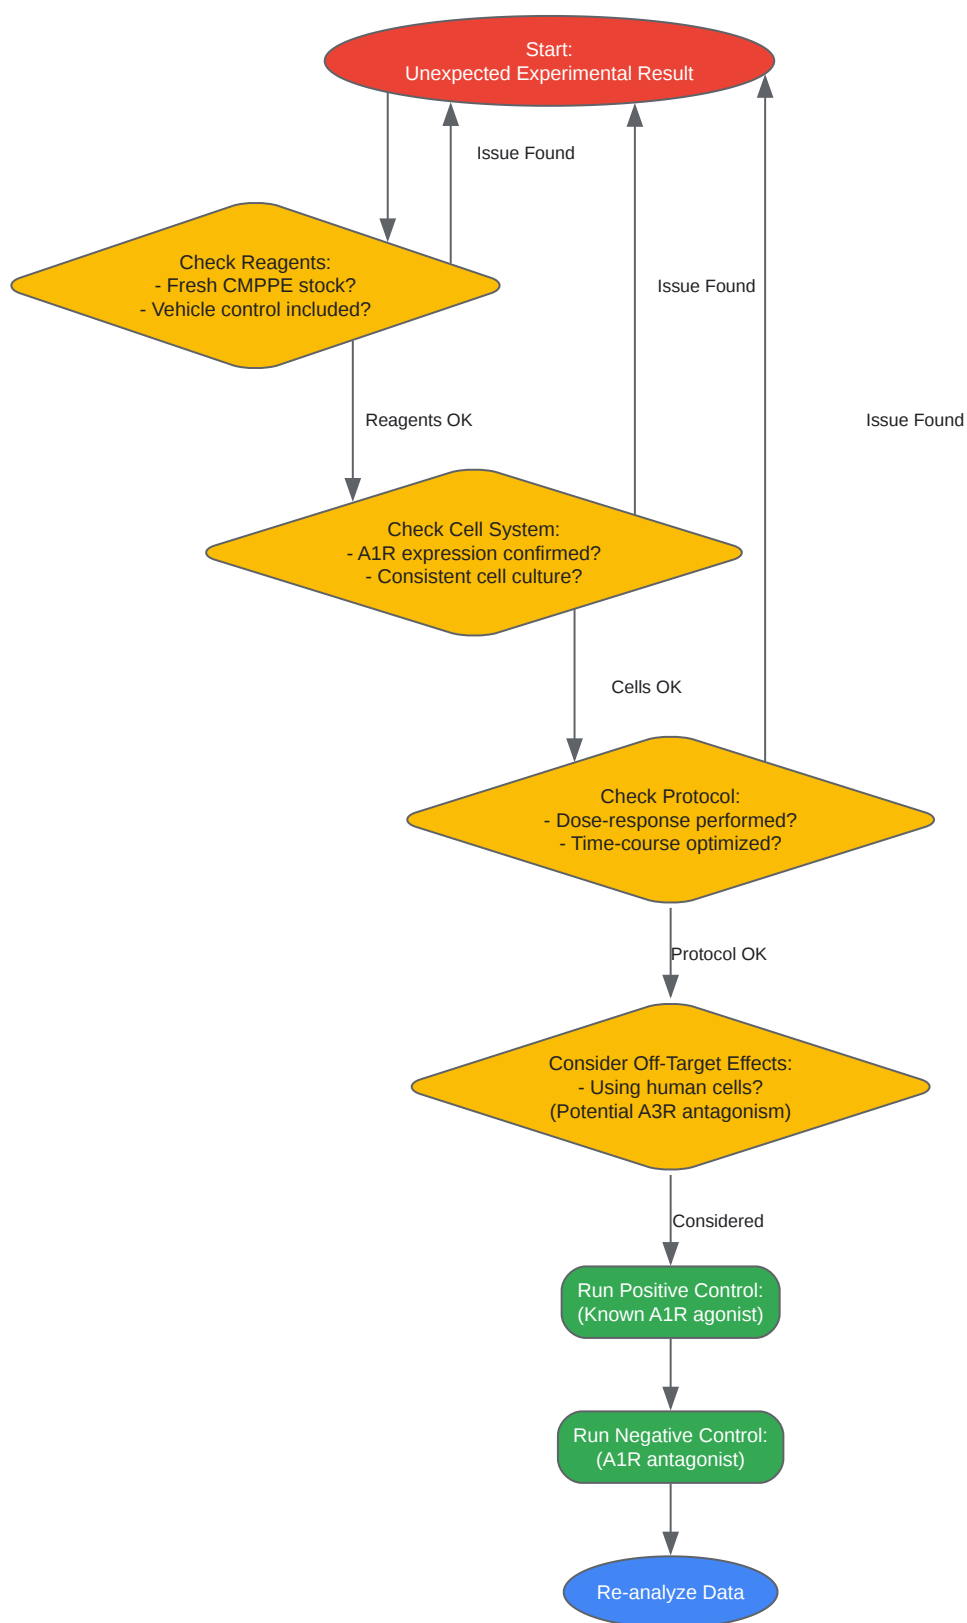 Start:
Unexpected Experimental Result
Issue Found
Check Reagents:
- Fresh CMPPE stock?
- Vehicle control included?
Issue Found
Reagents OK
Issue Found
Check Cell System:
- A1R expression confirmed?
- Consistent cell culture?
Cells OK
Check Protocol:
- Dose-response performed?
- Time-course optimized?
Protocol OK
Consider Off-Target Effects:
- Using human cells?
(Potential A3R antagonism)
Considered
Run Positive Control:
(Known A1R agonist)
Run Negative Control:
(A1R antagonist)
Re-analyze Data